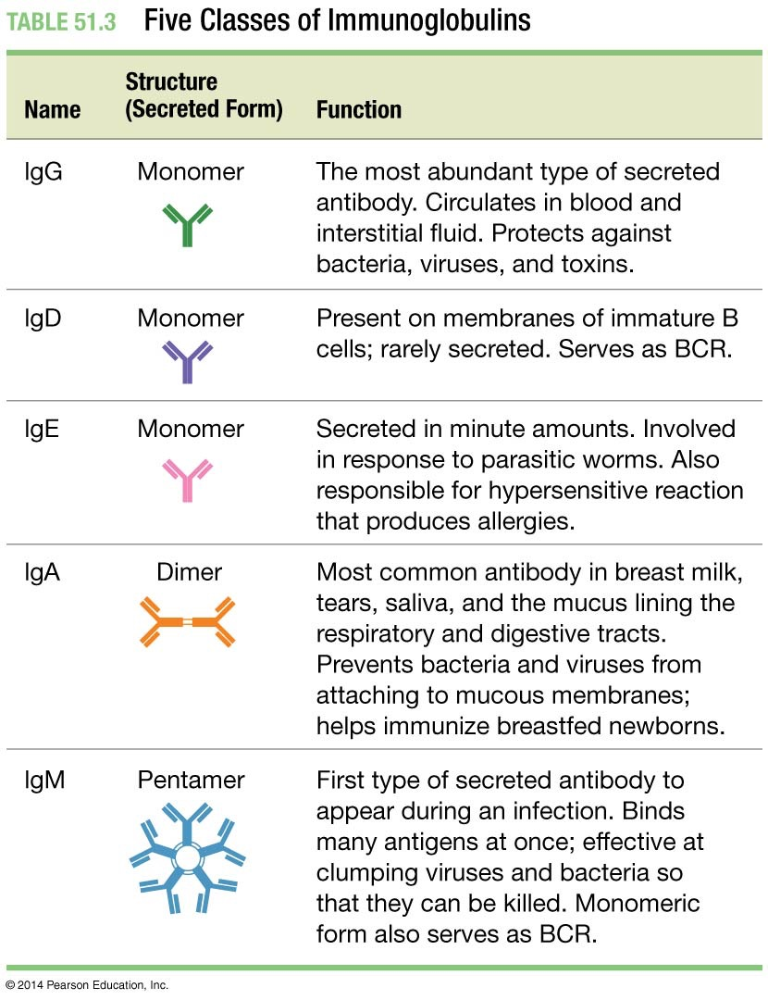 TABLE 51.3 Five Classes of Immunoglobulins
Structure
Name (Secreted Form) Function
IgG Monomer The most abundant type of secreted
antibody. Circulates in blood and
interstitial fluid. Protects against
bacteria, viruses, and toxins.
IgD Monomer Present on membranes of immature B
cells; rarely secreted. Serves as BCR.
IgE Monomer Secreted in minute amounts. Involved
in response to parasitic worms. Also
responsible for hypersensitive reaction
that produces allergies.
IgA Dimer Most common antibody in breast milk,
tears, saliva, and the mucus lining the
respiratory and digestive tracts.
Prevents bacteria and viruses from
attaching to mucous membranes;
helps immunize breastfed newborns.
IgM Pentamer First type of secreted antibody to
appear during an infection. Binds
many antigens at once; effective at
clumping viruses and bacteria so
that they can be killed. Monomeric
form also serves as BCR.
© 2014 Pearson Education, Inc.